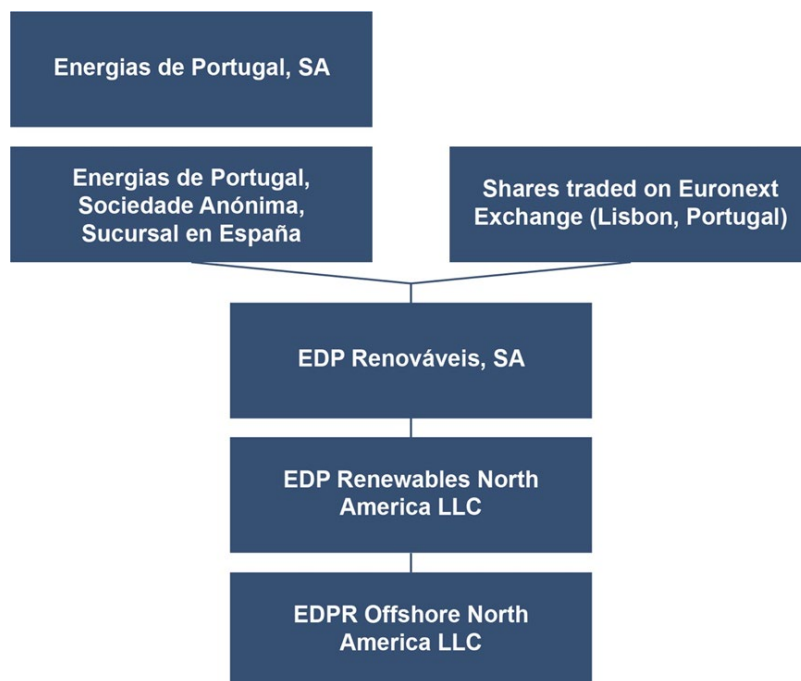 Energias de Portugal, SA
Energias de Portugal,
Sociedade Anónima,
Sucursal en España
Shares traded on Euronext
Exchange (Lisbon, Portugal)
EDP Renováveis, SA
EDP Renewables North
America LLC
EDPR Offshore North
America LLC